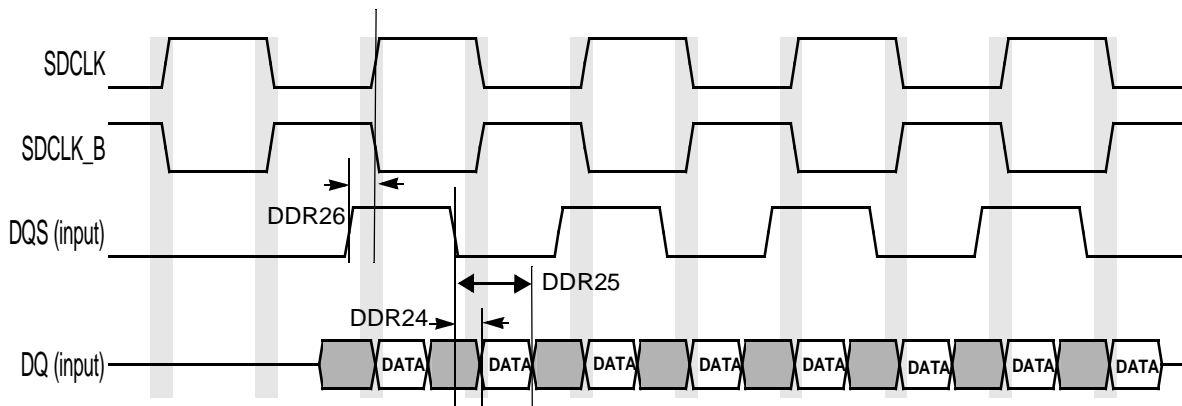 SDCLK
SDCLK_B
DDR26
DQS (input)
DDR25
DDR24
DQ (input)
DATA DATA DATA DATA DATA DATA DATA DATA